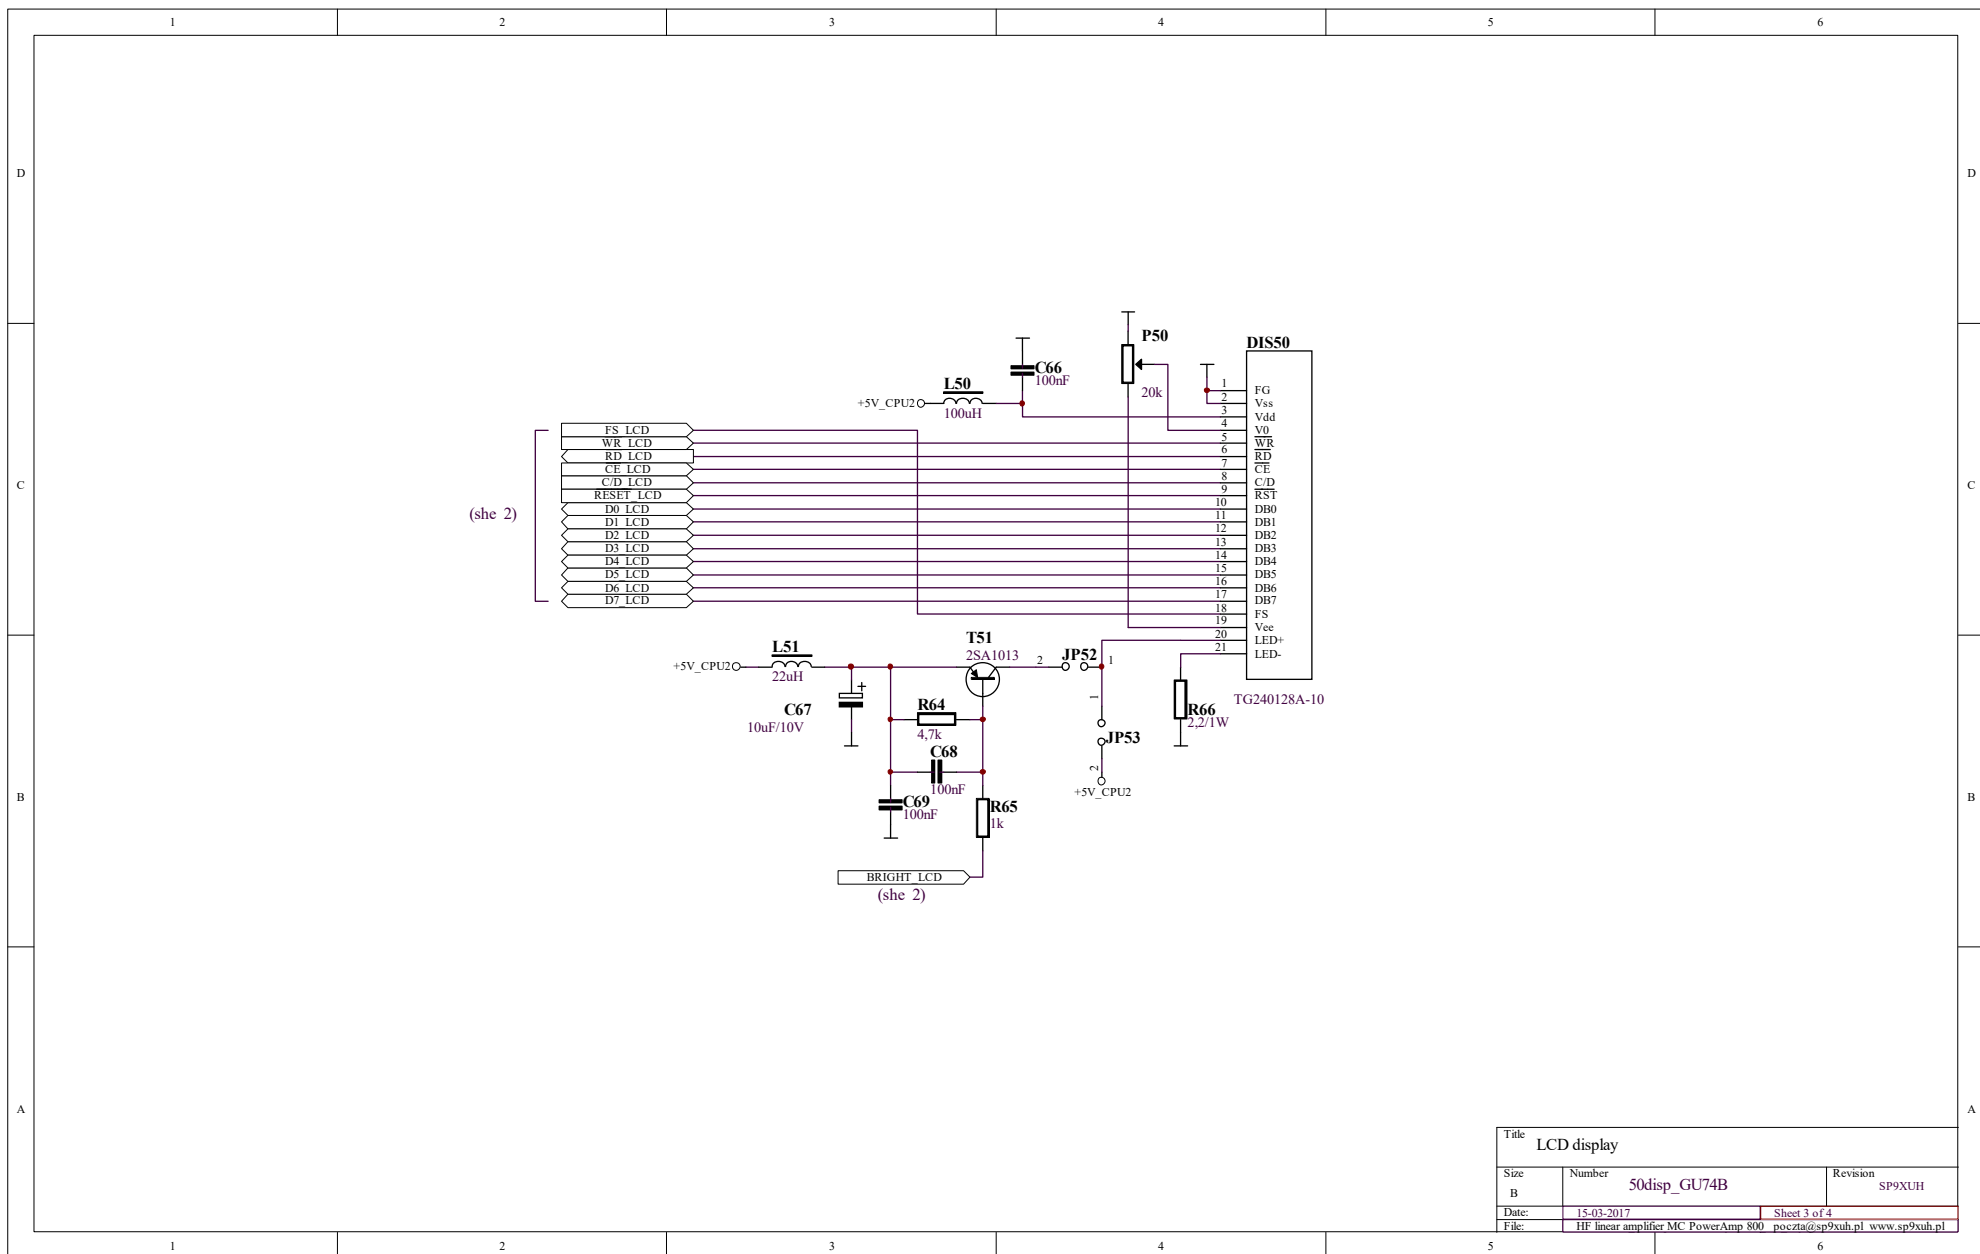 1 2 3 4 5 6
D D
C C
B B
A A
P50
20k
DIS50
C66
100nF
L50
100uH
+5V_CPU2
1 FG
2 Vss
3 Vdd
4 V0
5 WR
6 RD
7 CE
8 C/D
9 RST
10 DB0
11 DB1
12 DB2
13 DB3
14 DB4
15 DB5
16 DB6
17 DB7
18 FS
19 Vee
20 LED+
21 LED-
TG240128A-10
FS_LCD
WR_LCD
RD_LCD
CE_LCD
C/D_LCD
RESET_LCD
D0_LCD
D1_LCD
D2_LCD
D3_LCD
D4_LCD
D5_LCD
D6_LCD
D7_LCD
(she 2)
+5V_CPU2
L51
22uH
T51
2SA1013
2 JP52 1
C67
+
10uF/10V
R64
4,7k
C68
100nF
C69
100nF
R65
1k
1
JP53
2
+5V_CPU2
R66
2,2/1W
BRIGHT_LCD
(she 2)
Title LCD display
Size B
Number 50disp_GU74B
Revision SP9XUH
Date: 15-03-2017 Sheet 3 of 4
File: HF linear amplifier MC PowerAmp 800 poczta@sp9xuh.pl www.sp9xuh.pl
1 2 3 4 5 6